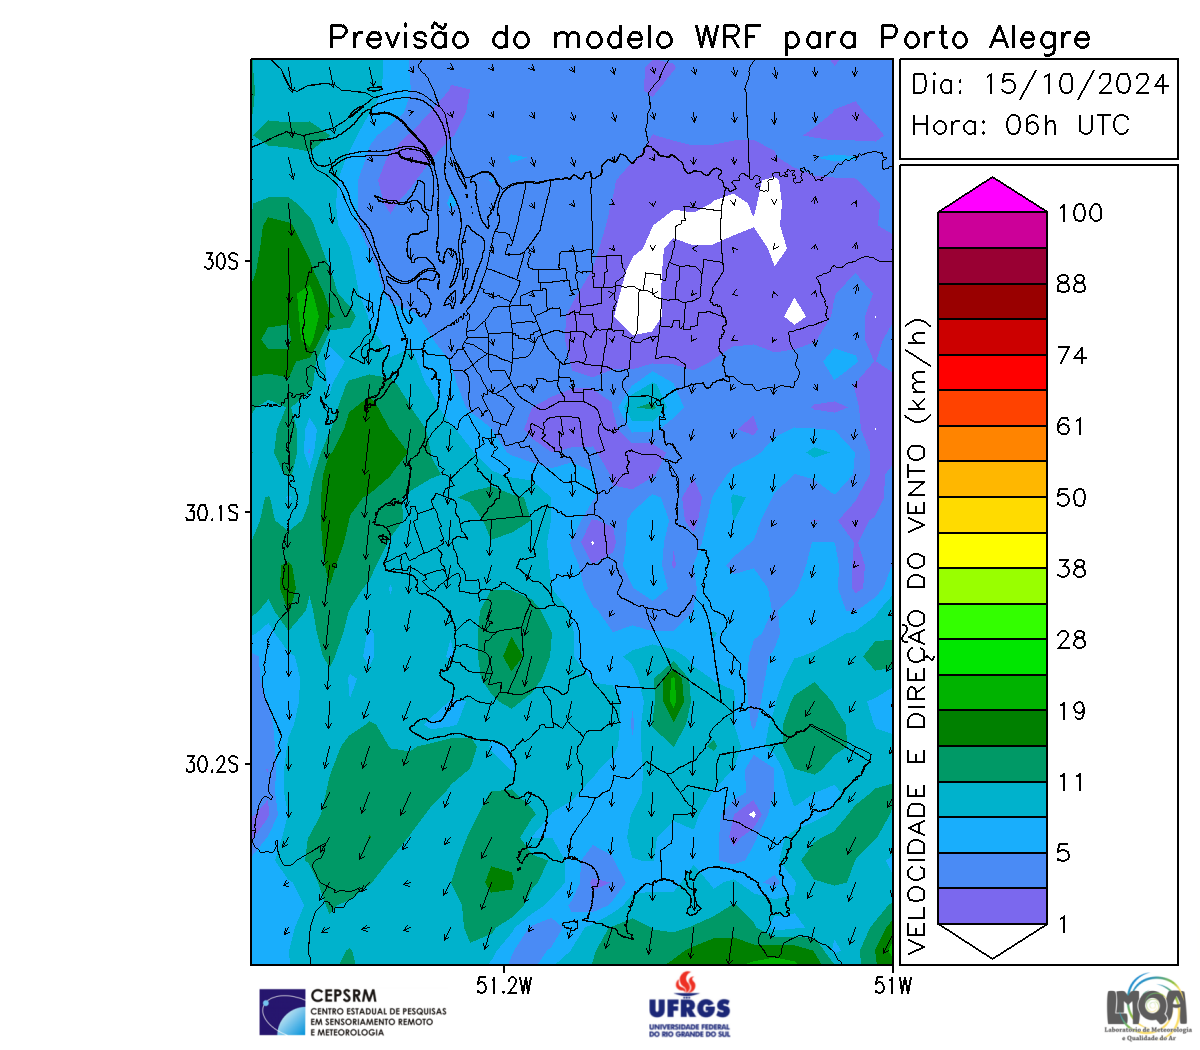 Previsão do modelo WRF para Porto Alegre
Dia: 15/10/2024
Hora: 06h UTC
30S
30.1S
30.2S
51.2W
51W
VELOCIDADE E DIREÇÃO DO VENTO (km/h)
100
88
74
61
50
38
28
19
11
5
1
CEPSRM
CENTRO ESTADUAL DE PESQUISAS
EM SENSORIAMENTO REMOTO
E METEOROLOGIA
UFRGS
UNIVERSIDADE FEDERAL
DO RIO GRANDE DO SUL
LMQA
Laboratório de Meteorologia
e Qualidade do Ar